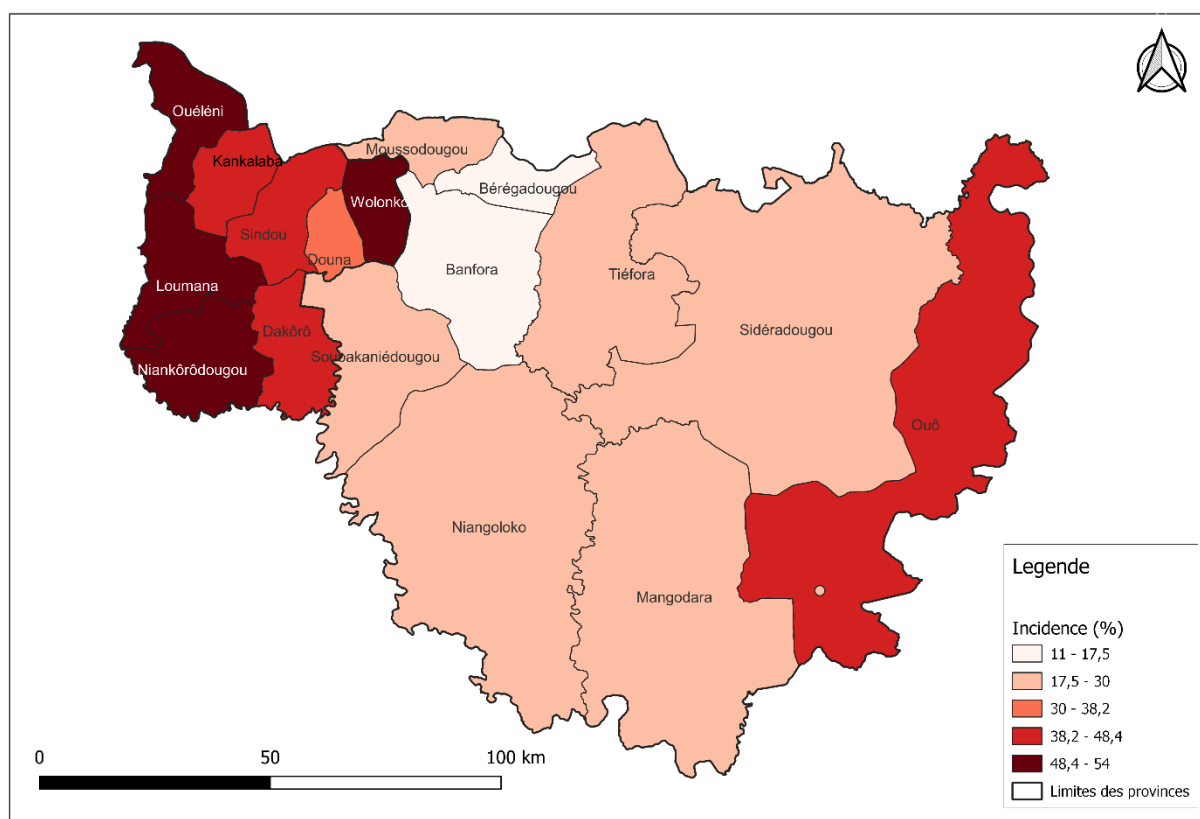 Ouéléni
Kankalaba
Moussodougou
Bérégadougou
Wolonko
Sindou
Douna
Banfora
Tiéfora
Loumana
Sidéradougou
Dakôrô
Soubakaniédougou
Niankôrôdougou
Ouô
Niangoloko
Mangodara
Legende
Incidence (%)
11 - 17,5
17,5 - 30
30 - 38,2
38,2 - 48,4
48,4 - 54
Limites des provinces
0 50 100 km